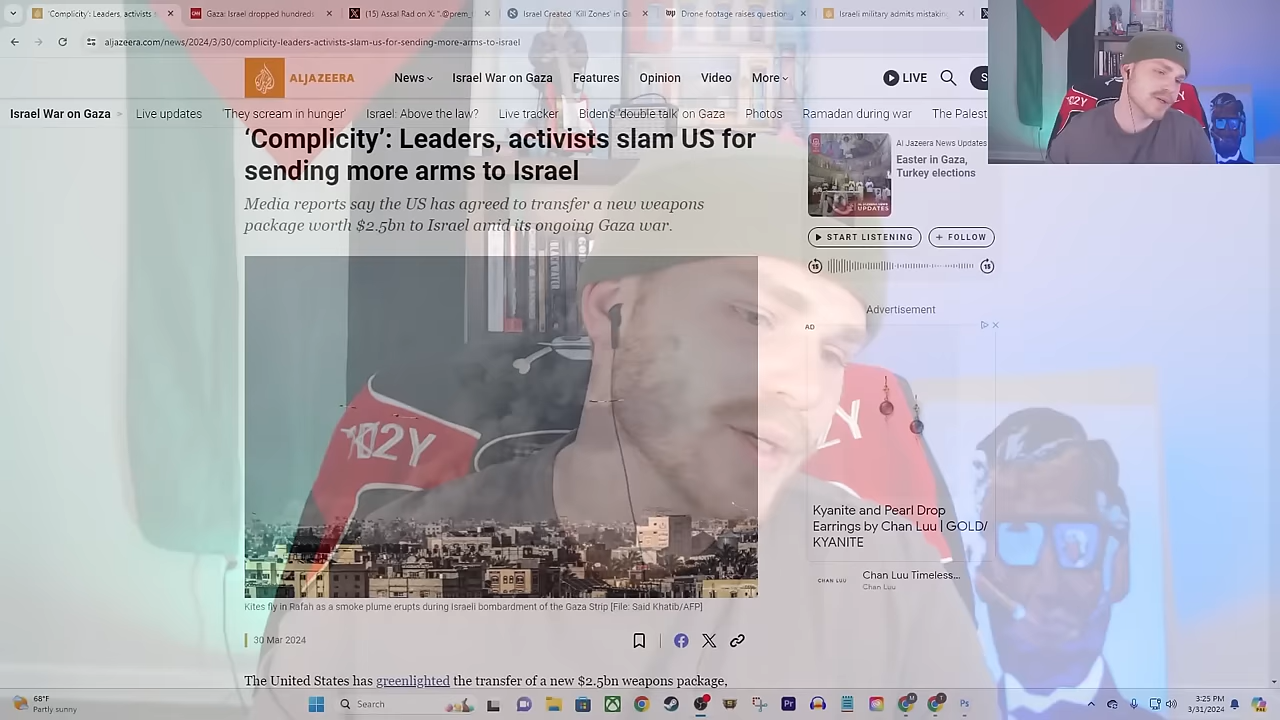 'Complicity': Leaders, activists s
Gaza: Israel dropped hundreds
(15) Assal Rad on X: ".@prem_
Israel Created 'Kill Zones' in G
Drone footage raises question
Israeli military admits mistakin
aljazeera.com/news/2024/3/30/complicity-leaders-activists-slam-us-for-sending-more-arms-to-israel
ALJAZEERA
News
Israel War on Gaza
Features
Opinion
Video
More
LIVE
S
Israel War on Gaza
Live updates
'They scream in hunger'
Israel: Above the law?
Live tracker
Biden's 'double talk' on Gaza
Photos
Ramadan during war
The Palest
'Complicity': Leaders, activists slam US for
sending more arms to Israel
Media reports say the US has agreed to transfer a new weapons
package worth $2.5bn to Israel amid its ongoing Gaza war.
Al Jazeera News Updates
Easter in Gaza,
Turkey elections
UPDATES
START LISTENING
+ FOLLOW
15
15
Advertisement
AD
Kyanite and Pearl Drop
Earrings by Chan Luu | GOLD/
KYANITE
CHAN LUU
Chan Luu Timeless...
Chan Luu
Kites fly in Rafah as a smoke plume erupts during Israeli bombardment of the Gaza Strip [File: Said Khatib/AFP]
30 Mar 2024
The United States has greenlighted the transfer of a new $2.5bn weapons package,
68°F
Partly sunny
Search
3:25 PM
3/31/2024